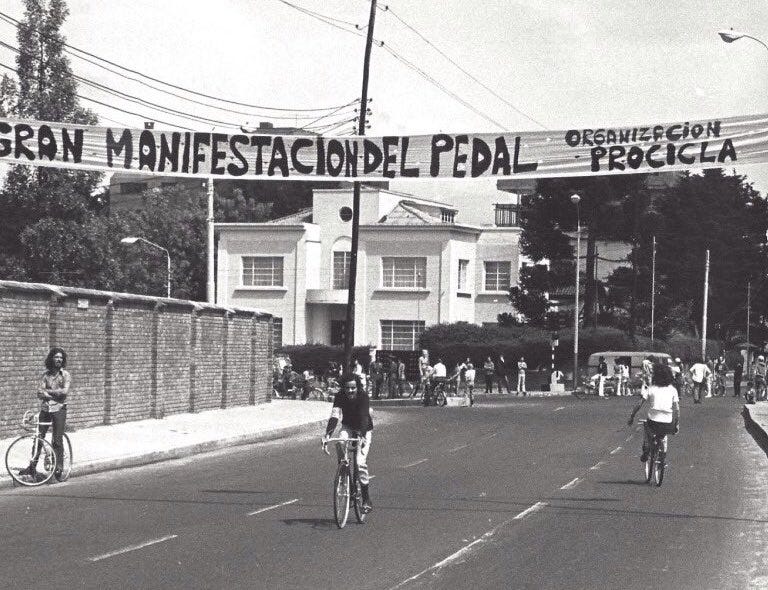 GRAN MANIFESTACION DEL PEDAL
ORGANIZACION
PROCICLA